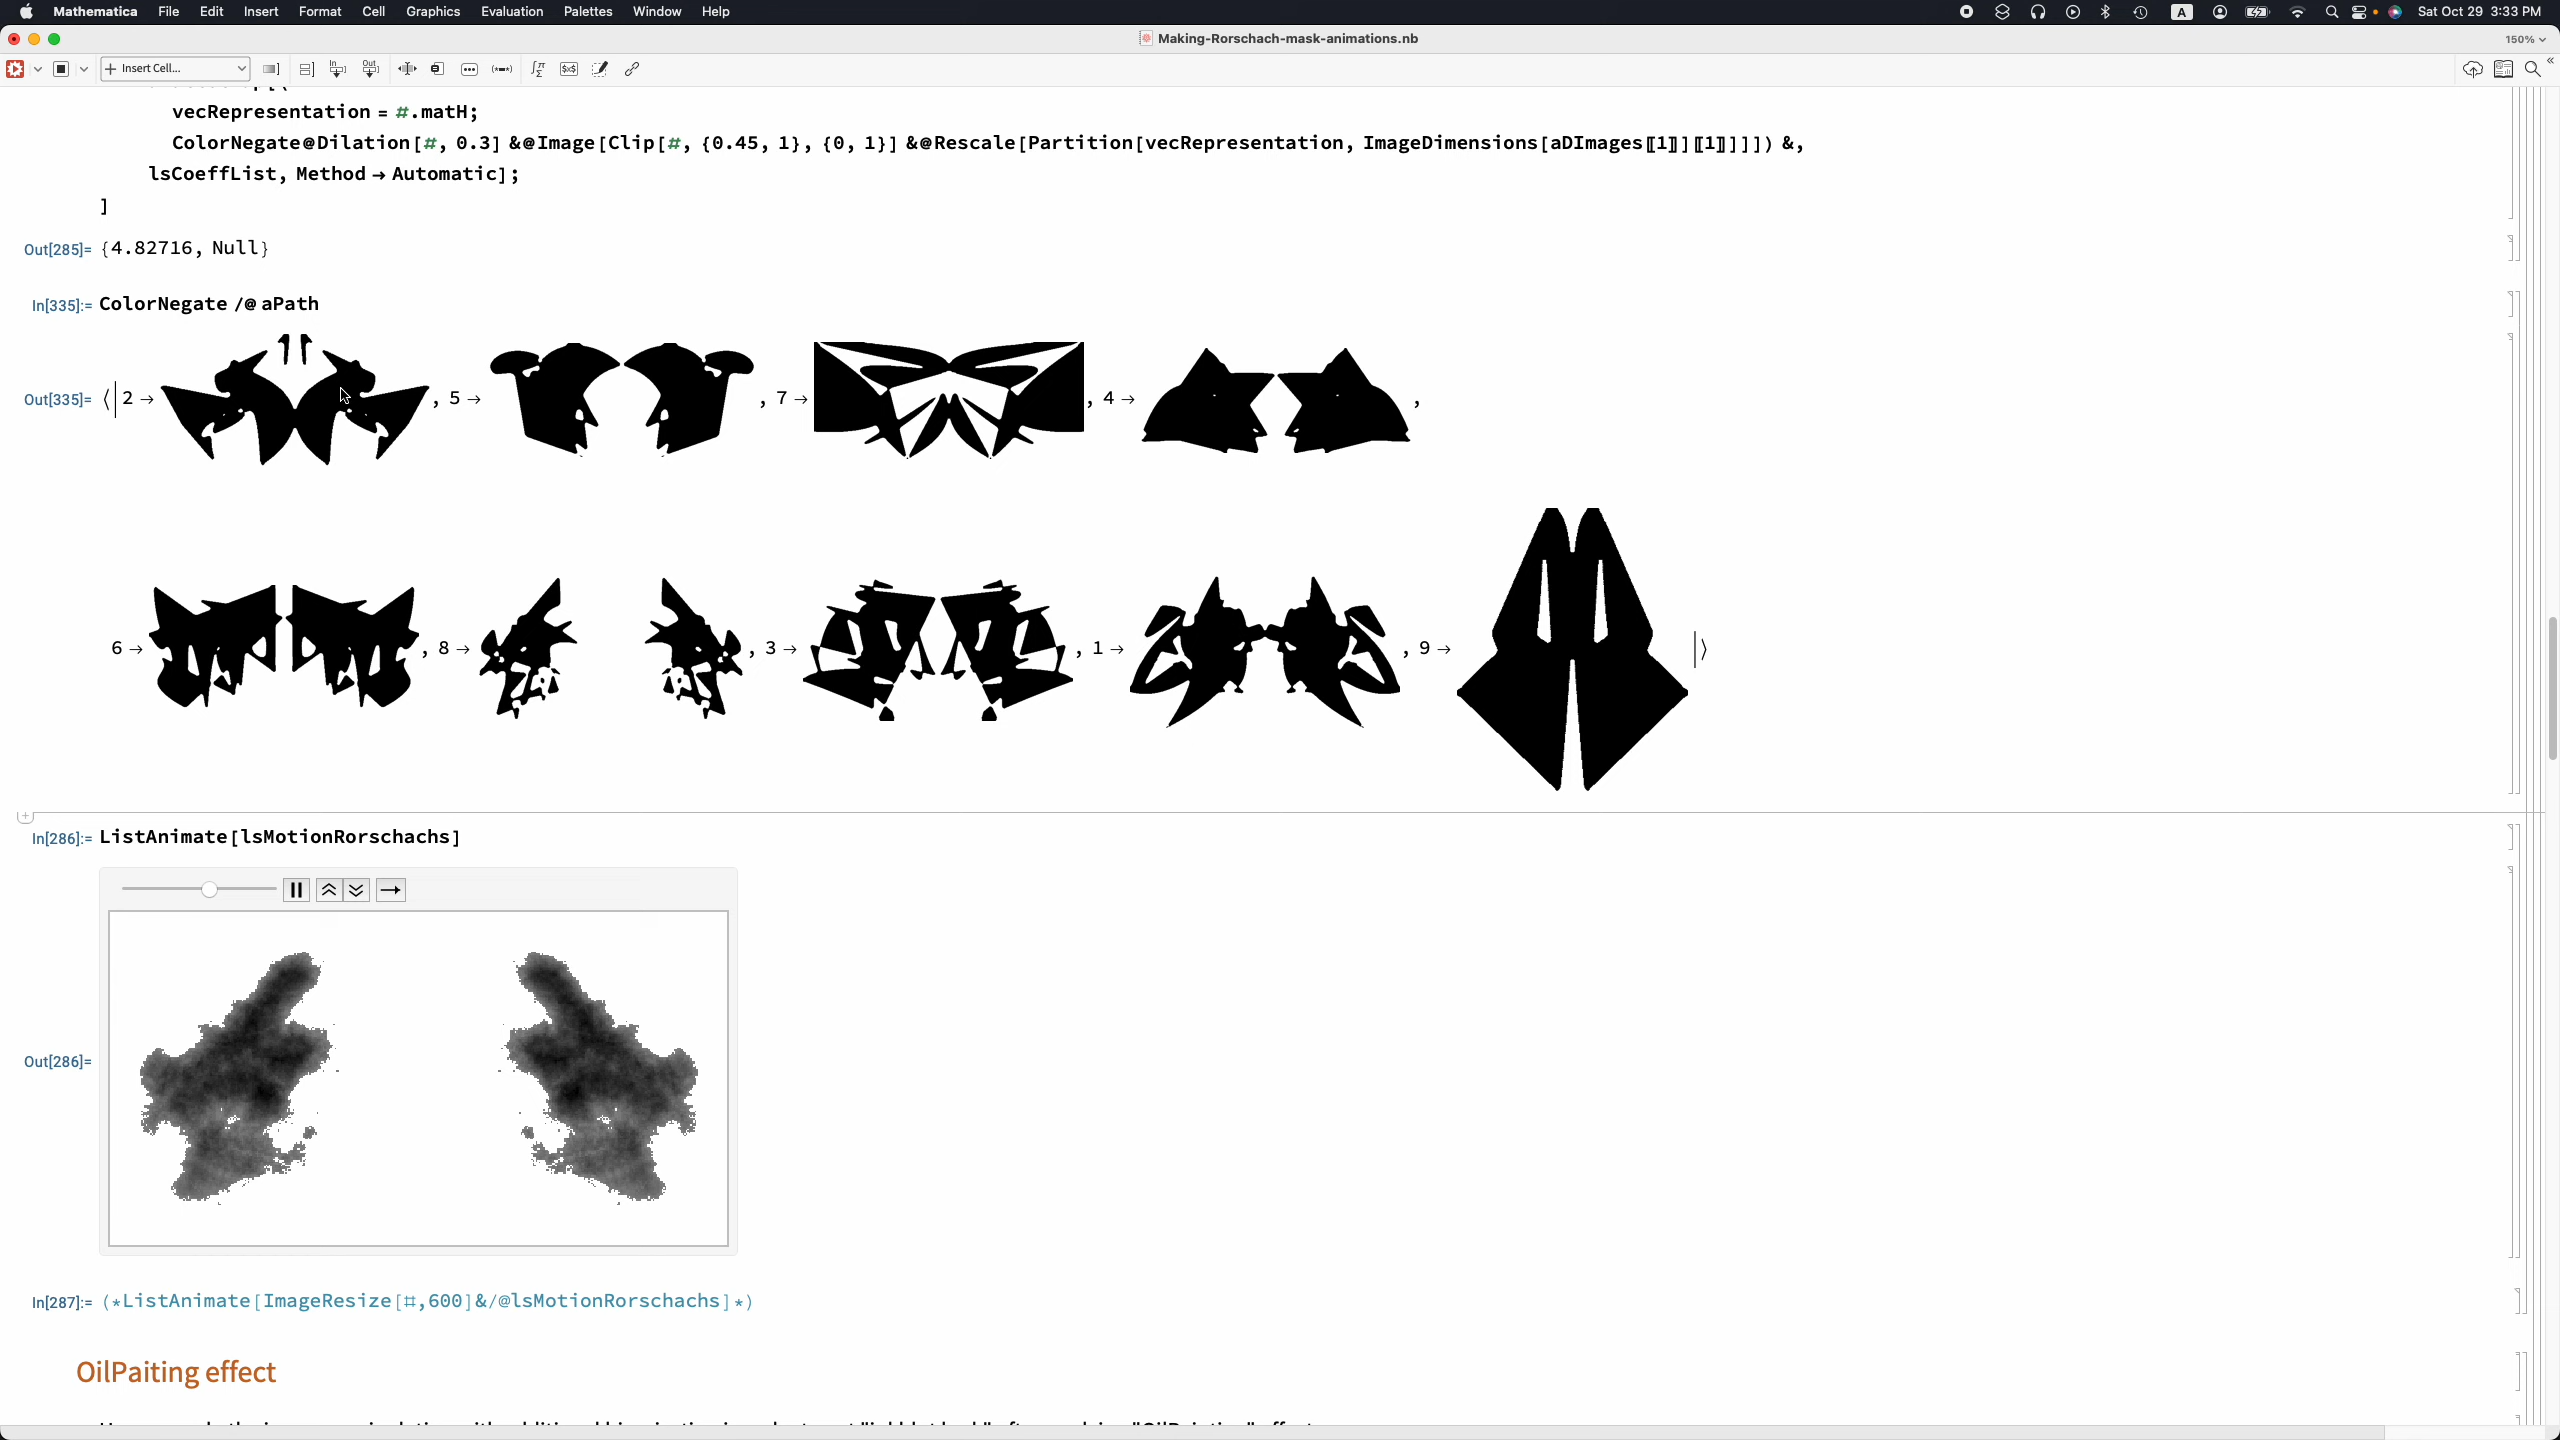 Mathematica File Edit Insert Format Cell Graphics Evaluation Palettes Window Help A Sat Oct 29 3:33 PM
Making-Rorschach-mask-animations.nb 150%
Insert Cell...
vecRepresentation = #.matH;
ColorNegate@Dilation[#, 0.3] &@Image[Clip[#, {0.45, 1}, {0, 1}] &@Rescale[Partition[vecRepresentation, ImageDimensions[aDImages〚1〛]〚1〛]]]) &,
lsCoeffList, Method → Automatic];
]
Out[285]= {4.82716, Null}
In[335]:= ColorNegate /@ aPath
Out[335]= <| 2 → , 5 → , 7 → , 4 → ,
6 → , 8 → , 3 → , 1 → , 9 → |>
In[286]:= ListAnimate[lsMotionRorschachs]
Out[286]=
In[287]:= (*ListAnimate[ImageResize[#,600]&/@lsMotionRorschachs]*)
OilPaiting effect